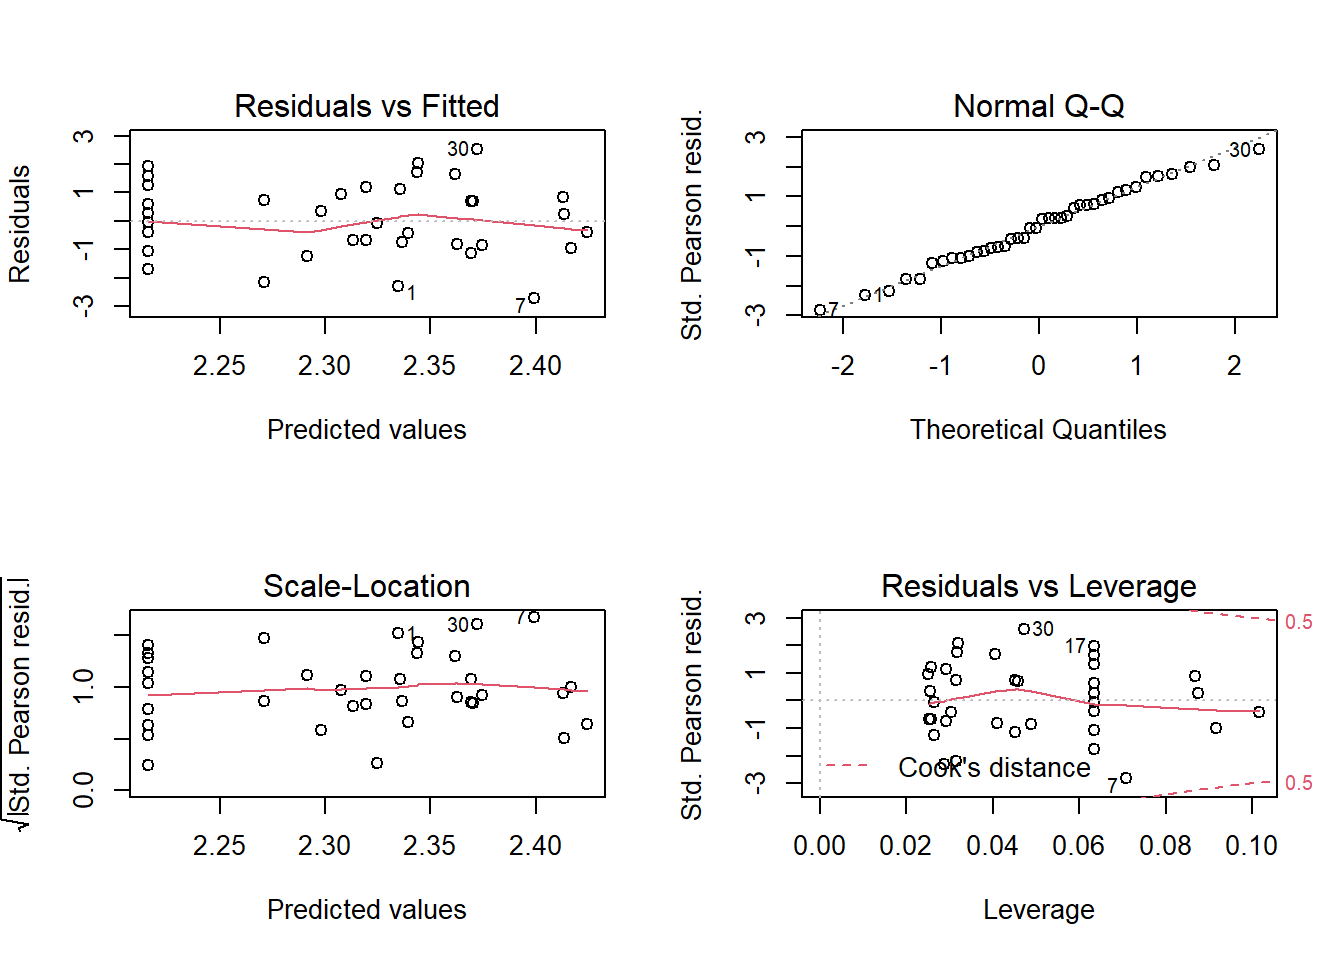 Residuals vs Fitted
Residuals
3
1
-1
-3
30
1
7
2.25 2.30 2.35 2.40
Predicted values
Normal Q-Q
Std. Pearson resid.
3
1
-1
-3
30
1
7
-2 -1 0 1 2
Theoretical Quantiles
Scale-Location
√|Std. Pearson resid.|
1.0
0.0
1
30
7
2.25 2.30 2.35 2.40
Predicted values
Residuals vs Leverage
Std. Pearson resid.
3
1
-1
-3
30
17
7
0.5
0.5
Cook's distance
0.00 0.02 0.04 0.06 0.08 0.10
Leverage